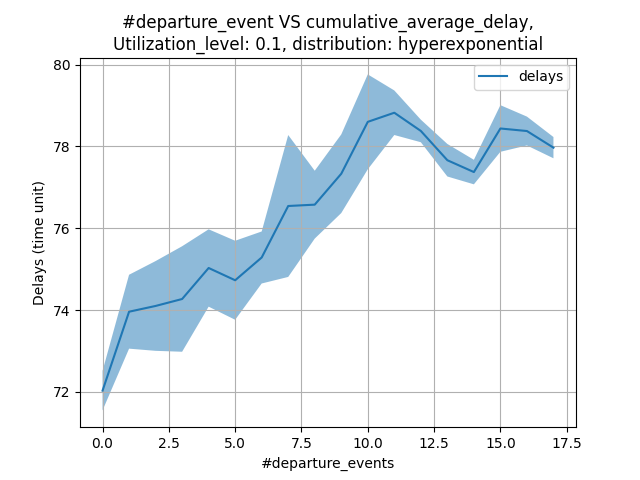 #departure_event VS cumulative_average_delay,
Utilization_level: 0.1, distribution: hyperexponential
delays
Delays (time unit)
80
78
76
74
72
0.0 2.5 5.0 7.5 10.0 12.5 15.0 17.5
#departure_events